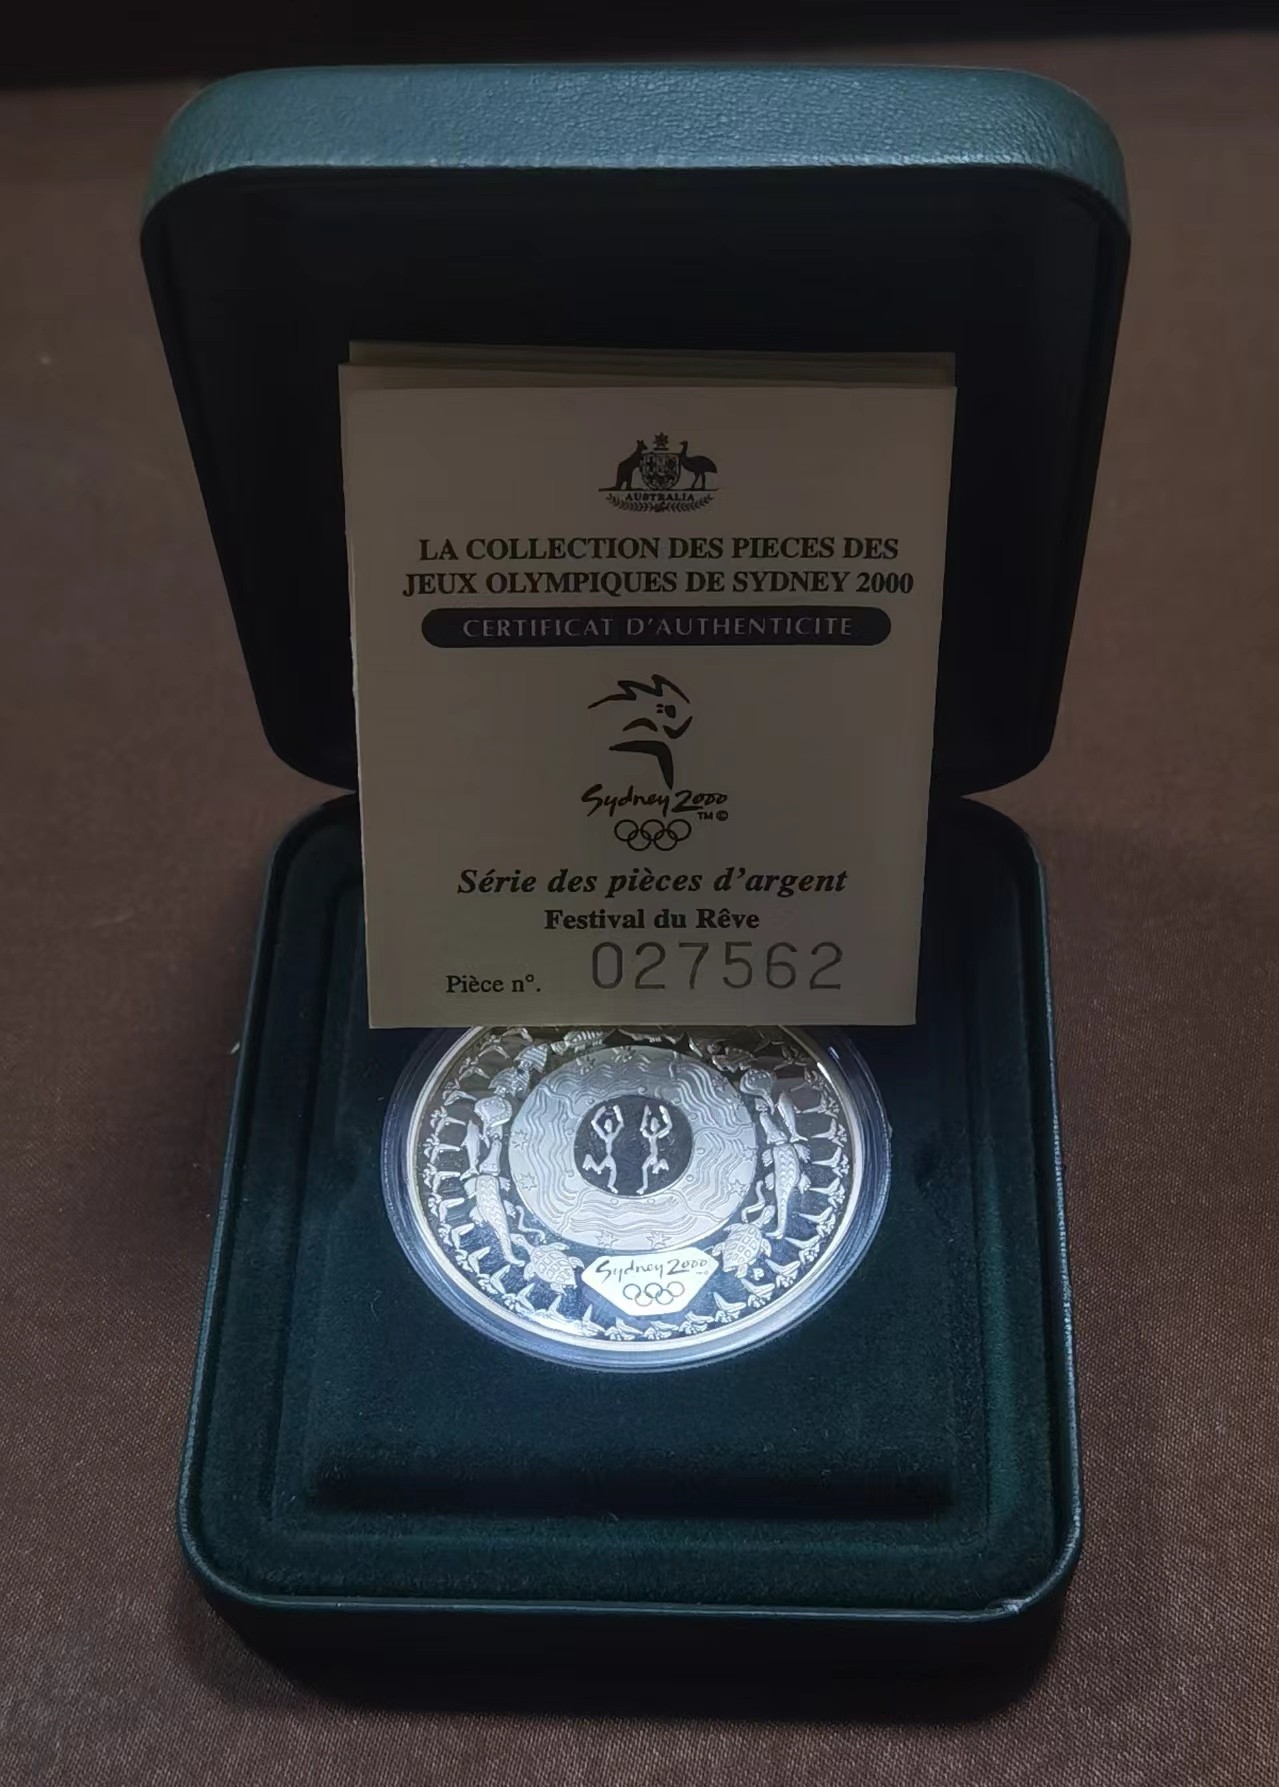 AUSTRALIA
LA COLLECTION DES PIECES DES
JEUX OLYMPIQUES DE SYDNEY 2000
CERTIFICAT D'AUTHENTICITE
Sydney 2000
TM ©
Série des pièces d'argent
Festival du Rêve
Pièce n°. 027562
Sydney 2000